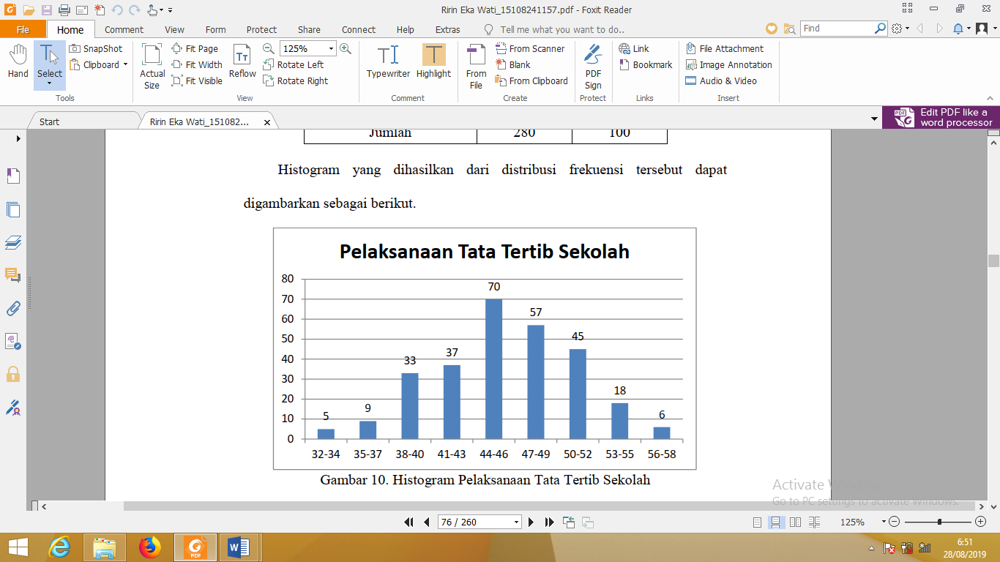 Ririn Eka Wati_15108241157.pdf - Foxit Reader
File Home Comment View Form Protect Share Connect Help Extras Tell me what you want to do.. Find
Hand
Select
SnapShot
Clipboard
Tools
Actual Size
Fit Page
Fit Width
Fit Visible
Reflow
125%
Rotate Left
Rotate Right
View
Typewriter
Highlight
Comment
From File
From Scanner
Blank
From Clipboard
Create
PDF Sign
Protect
Link
Bookmark
Links
File Attachment
Image Annotation
Audio & Video
Insert
Start
Ririn Eka Wati_151082...
Edit PDF like a
word processor
Jumlah 280 100
Histogram yang dihasilkan dari distribusi frekuensi tersebut dapat
digambarkan sebagai berikut.
Pelaksanaan Tata Tertib Sekolah
80
70
60
50
40
30
20
10
0
5 9 33 37 70 57 45 18 6
32-34 35-37 38-40 41-43 44-46 47-49 50-52 53-55 56-58
Gambar 10. Histogram Pelaksanaan Tata Tertib Sekolah
Activate Windows
Go to PC settings to activate Windows.
76 / 260
125%
6:51
28/08/2019